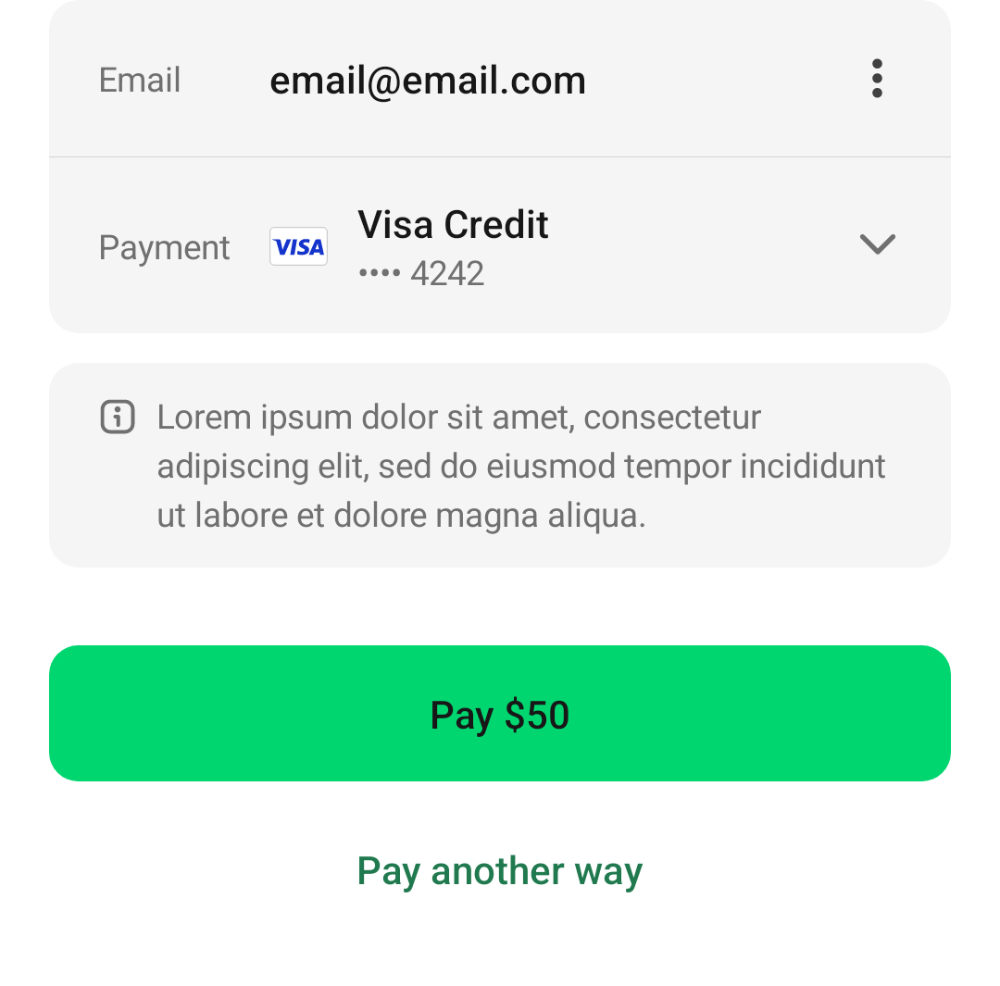 Email email@email.com
Visa Credit
Payment VISA
•••• 4242
Lorem ipsum dolor sit amet, consectetur
adipiscing elit, sed do eiusmod tempor incididunt
ut labore et dolore magna aliqua.
Pay $50
Pay another way